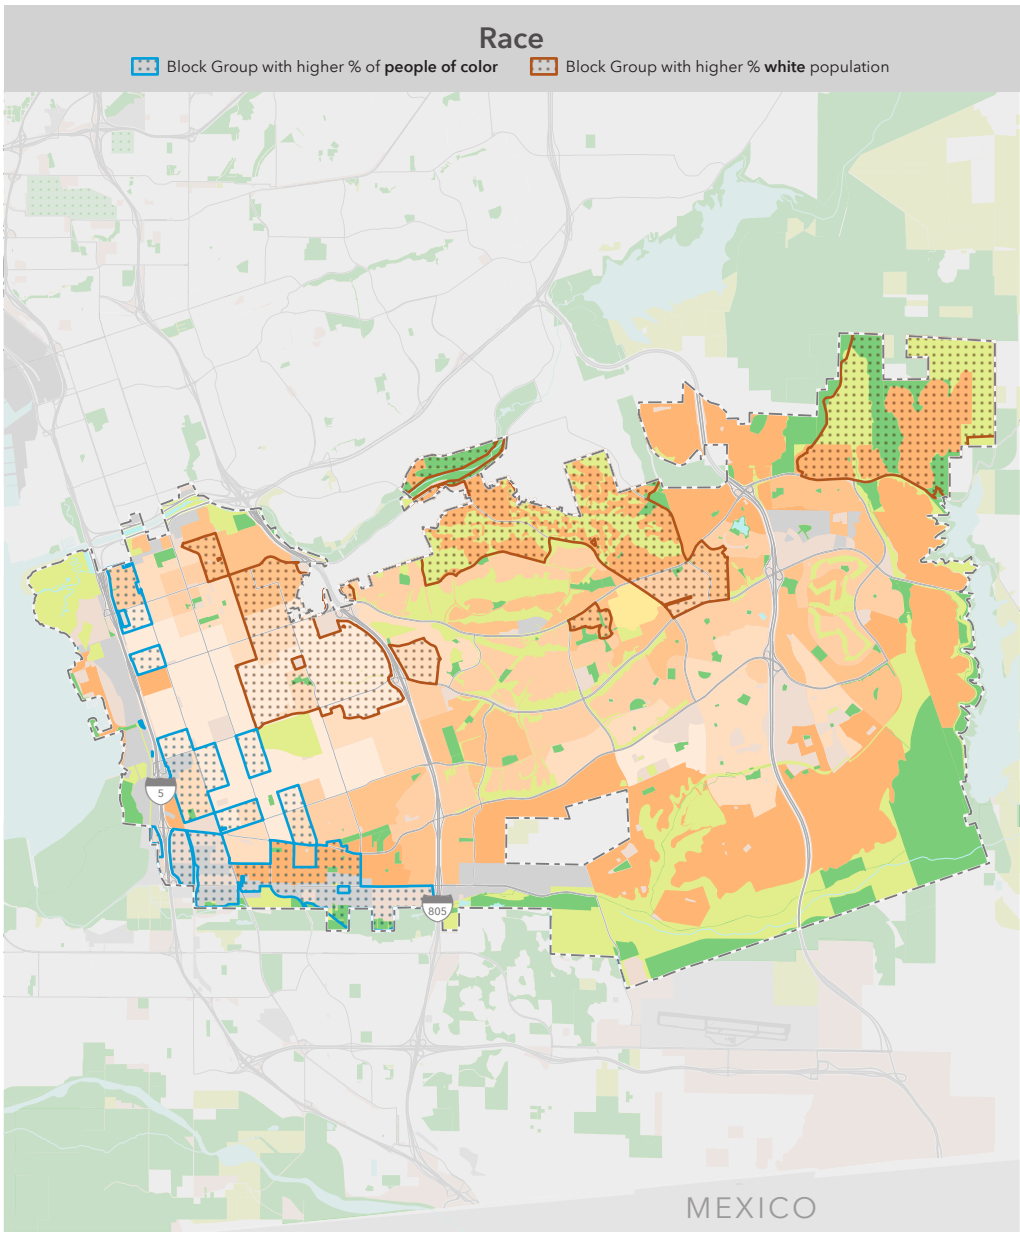 Race
Block Group with higher % of people of color
Block Group with higher % white population
5
805
MEXICO